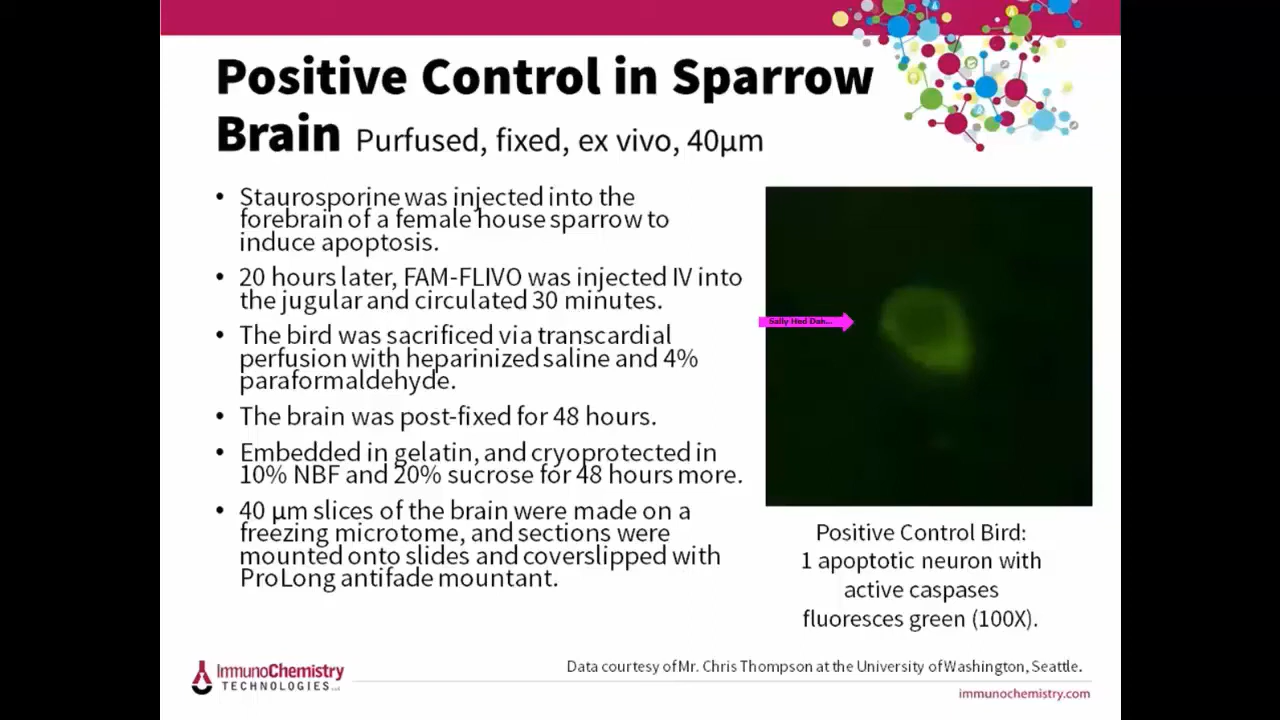 Positive Control in Sparrow
Brain Purfused, fixed, ex vivo, 40µm
• Staurosporine was injected into the
forebrain of a female house sparrow to
induce apoptosis.
• 20 hours later, FAM-FLIVO was injected IV into
the jugular and circulated 30 minutes.
• The bird was sacrificed via transcardial
perfusion with heparinized saline and 4%
paraformaldehyde.
• The brain was post-fixed for 48 hours.
• Embedded in gelatin, and cryoprotected in
10% NBF and 20% sucrose for 48 hours more.
• 40 µm slices of the brain were made on a
freezing microtome, and sections were
mounted onto slides and coverslipped with
ProLong antifade mountant.
Sally Hed Dah...
Positive Control Bird:
1 apoptotic neuron with
active caspases
fluoresces green (100X).
Data courtesy of Mr. Chris Thompson at the University of Washington, Seattle.
ImmunoChemistry
TECHNOLOGIES LLC
immunochemistry.com